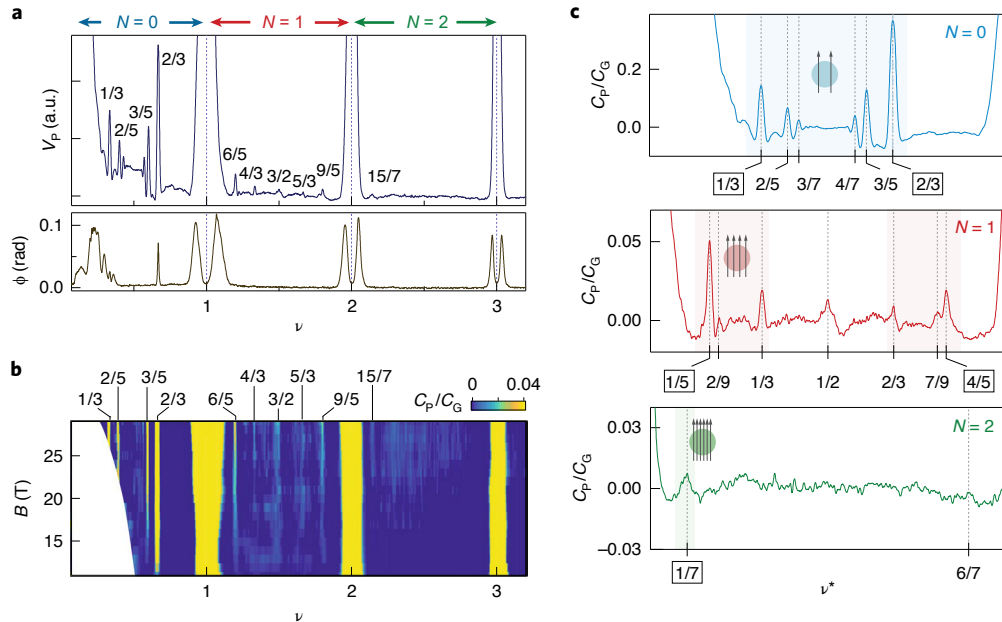 a
N = 0
N = 1
N = 2
V_P (a.u.)
1/3
2/5
3/5
2/3
6/5
4/3
3/2
5/3
9/5
15/7
ϕ (rad)
0.1
0.0
1
2
3
ν
b
1/3
2/5
3/5
2/3
6/5
4/3
3/2
5/3
9/5
15/7
C_P/C_G
0
0.04
B (T)
25
20
15
1
2
3
ν
c
N = 0
C_P/C_G
0.2
0.0
1/3
2/5
3/7
4/7
3/5
2/3
N = 1
C_P/C_G
0.05
0.00
1/5
2/9
1/3
1/2
2/3
7/9
4/5
N = 2
C_P/C_G
0.03
0.00
−0.03
1/7
6/7
ν*